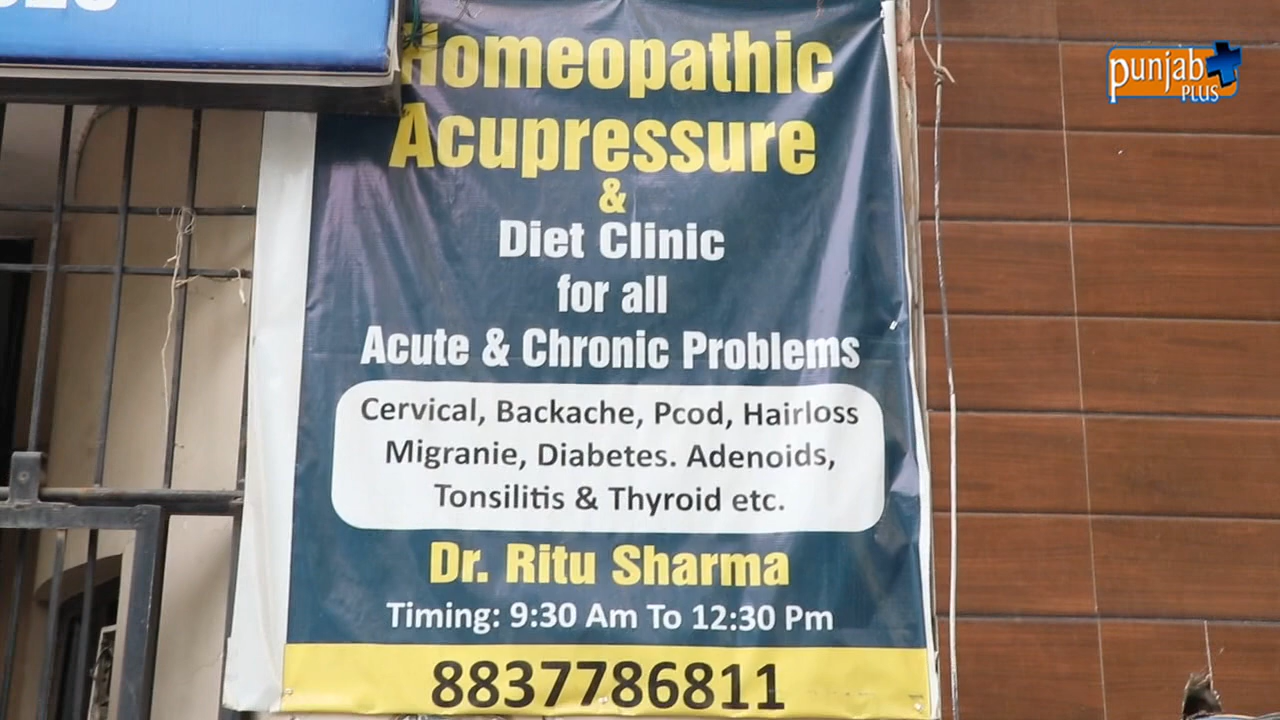 Homeopathic
Acupressure
&
Diet Clinic
for all
Acute & Chronic Problems
Cervical, Backache, Pcod, Hairloss
Migranie, Diabetes. Adenoids,
Tonsilitis & Thyroid etc.
Dr. Ritu Sharma
Timing: 9:30 Am To 12:30 Pm
8837786811
punjab
PLUS